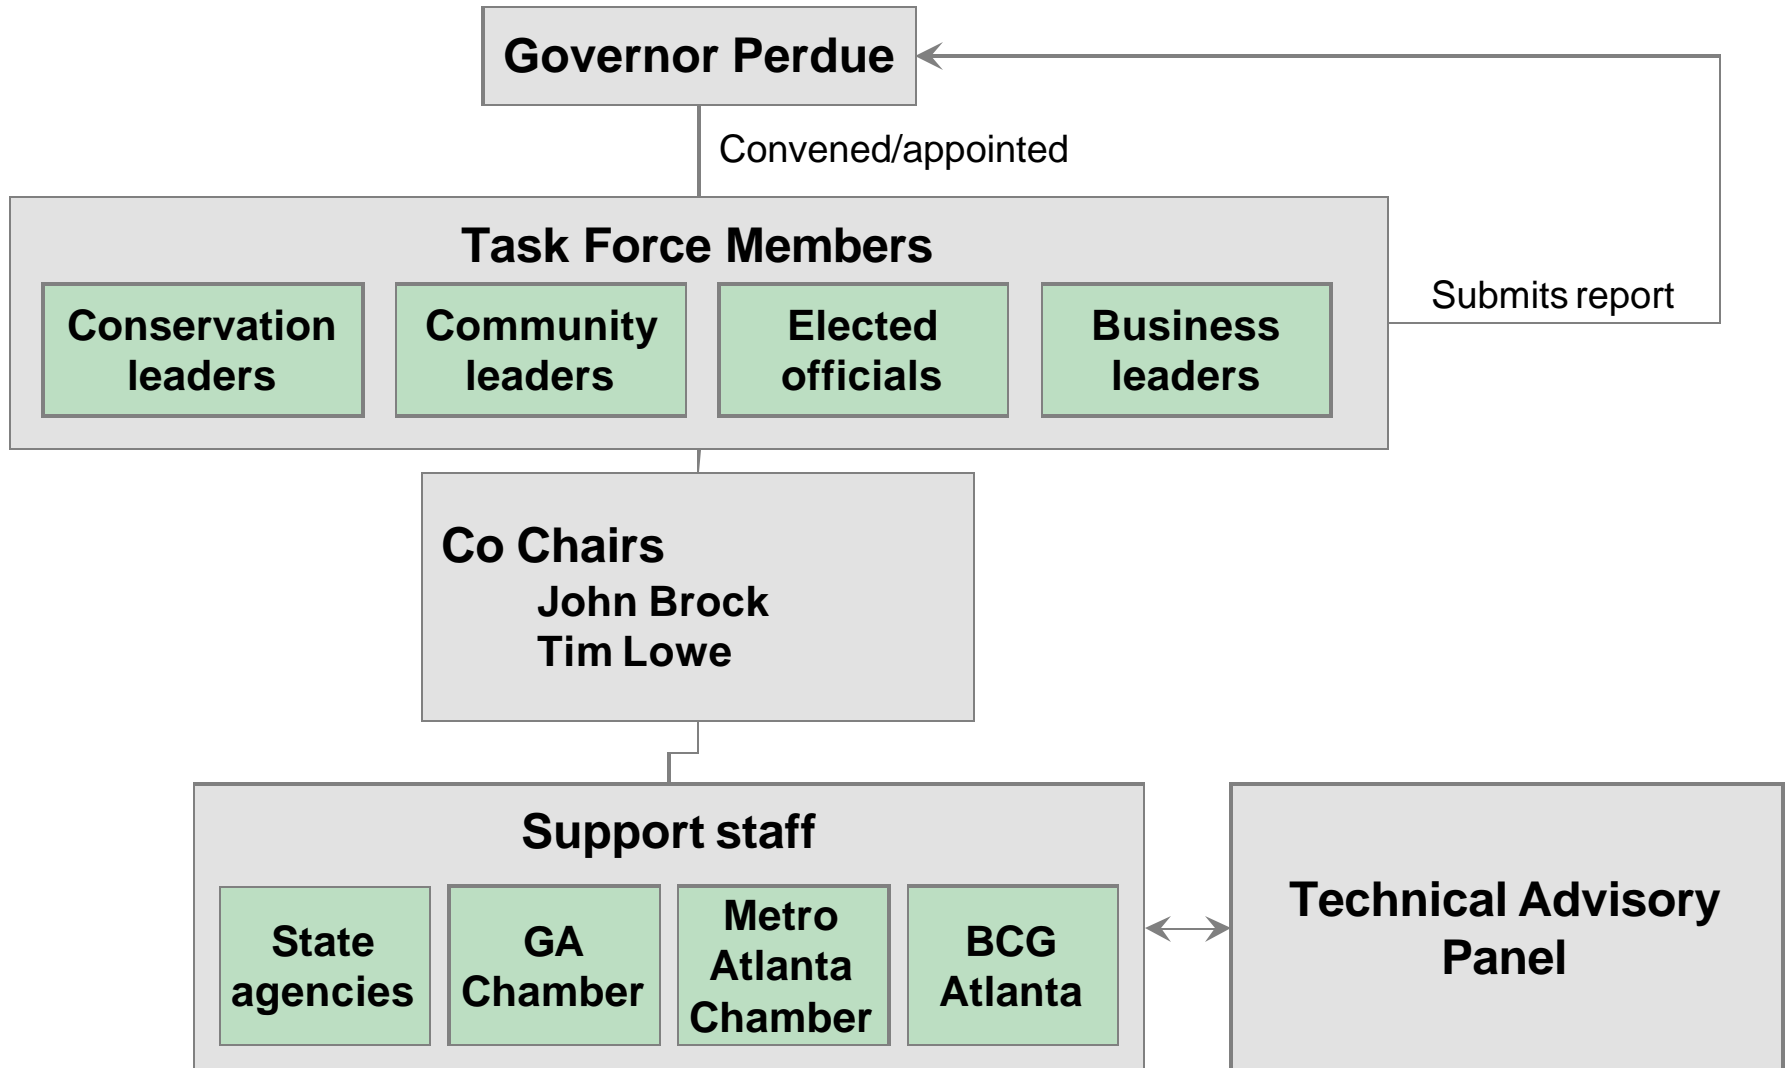 Governor Perdue
Convened/appointed
Task Force Members
Submits report
Conservation
leaders
Community
leaders
Elected
officials
Business
leaders
Co Chairs
John Brock
Tim Lowe
Support staff
State
agencies
GA
Chamber
Metro
Atlanta
Chamber
BCG
Atlanta
Technical Advisory
Panel